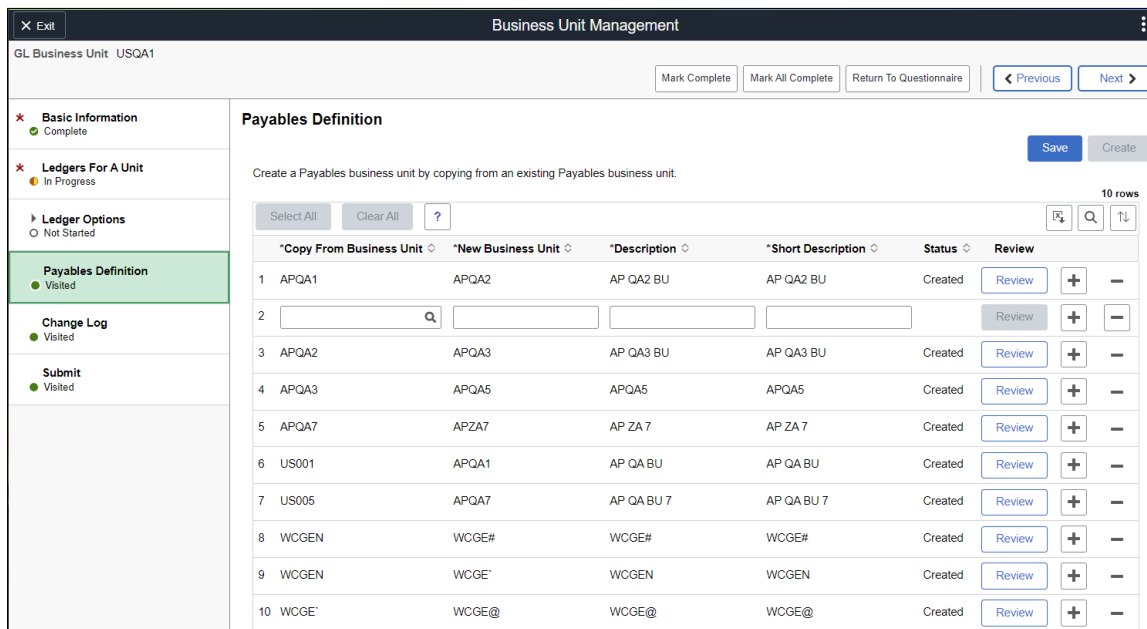 × Exit
Business Unit Management
GL Business Unit USQA1
Mark Complete Mark All Complete Return To Questionnaire Previous Next
* Basic Information
Complete
* Ledgers For A Unit
In Progress
Ledger Options
Not Started
Payables Definition
Visited
Change Log
Visited
Submit
Visited
Payables Definition
Save Create
Create a Payables business unit by copying from an existing Payables business unit.
10 rows
Select All Clear All ?
*Copy From Business Unit *New Business Unit *Description *Short Description Status Review
1 APQA1 APQA2 AP QA2 BU AP QA2 BU Created Review + −
2 Review + −
3 APQA2 APQA3 AP QA3 BU AP QA3 BU Created Review + −
4 APQA3 APQA5 APQA5 APQA5 Created Review + −
5 APQA7 APZA7 AP ZA 7 AP ZA 7 Created Review + −
6 US001 APQA1 AP QA BU AP QA BU Created Review + −
7 US005 APQA7 AP QA BU 7 AP QA BU 7 Created Review + −
8 WCGEN WCGE# WCGE# WCGE# Created Review + −
9 WCGEN WCGE` WCGEN WCGEN Created Review + −
10 WCGE` WCGE@ WCGE@ WCGE@ Created Review + −